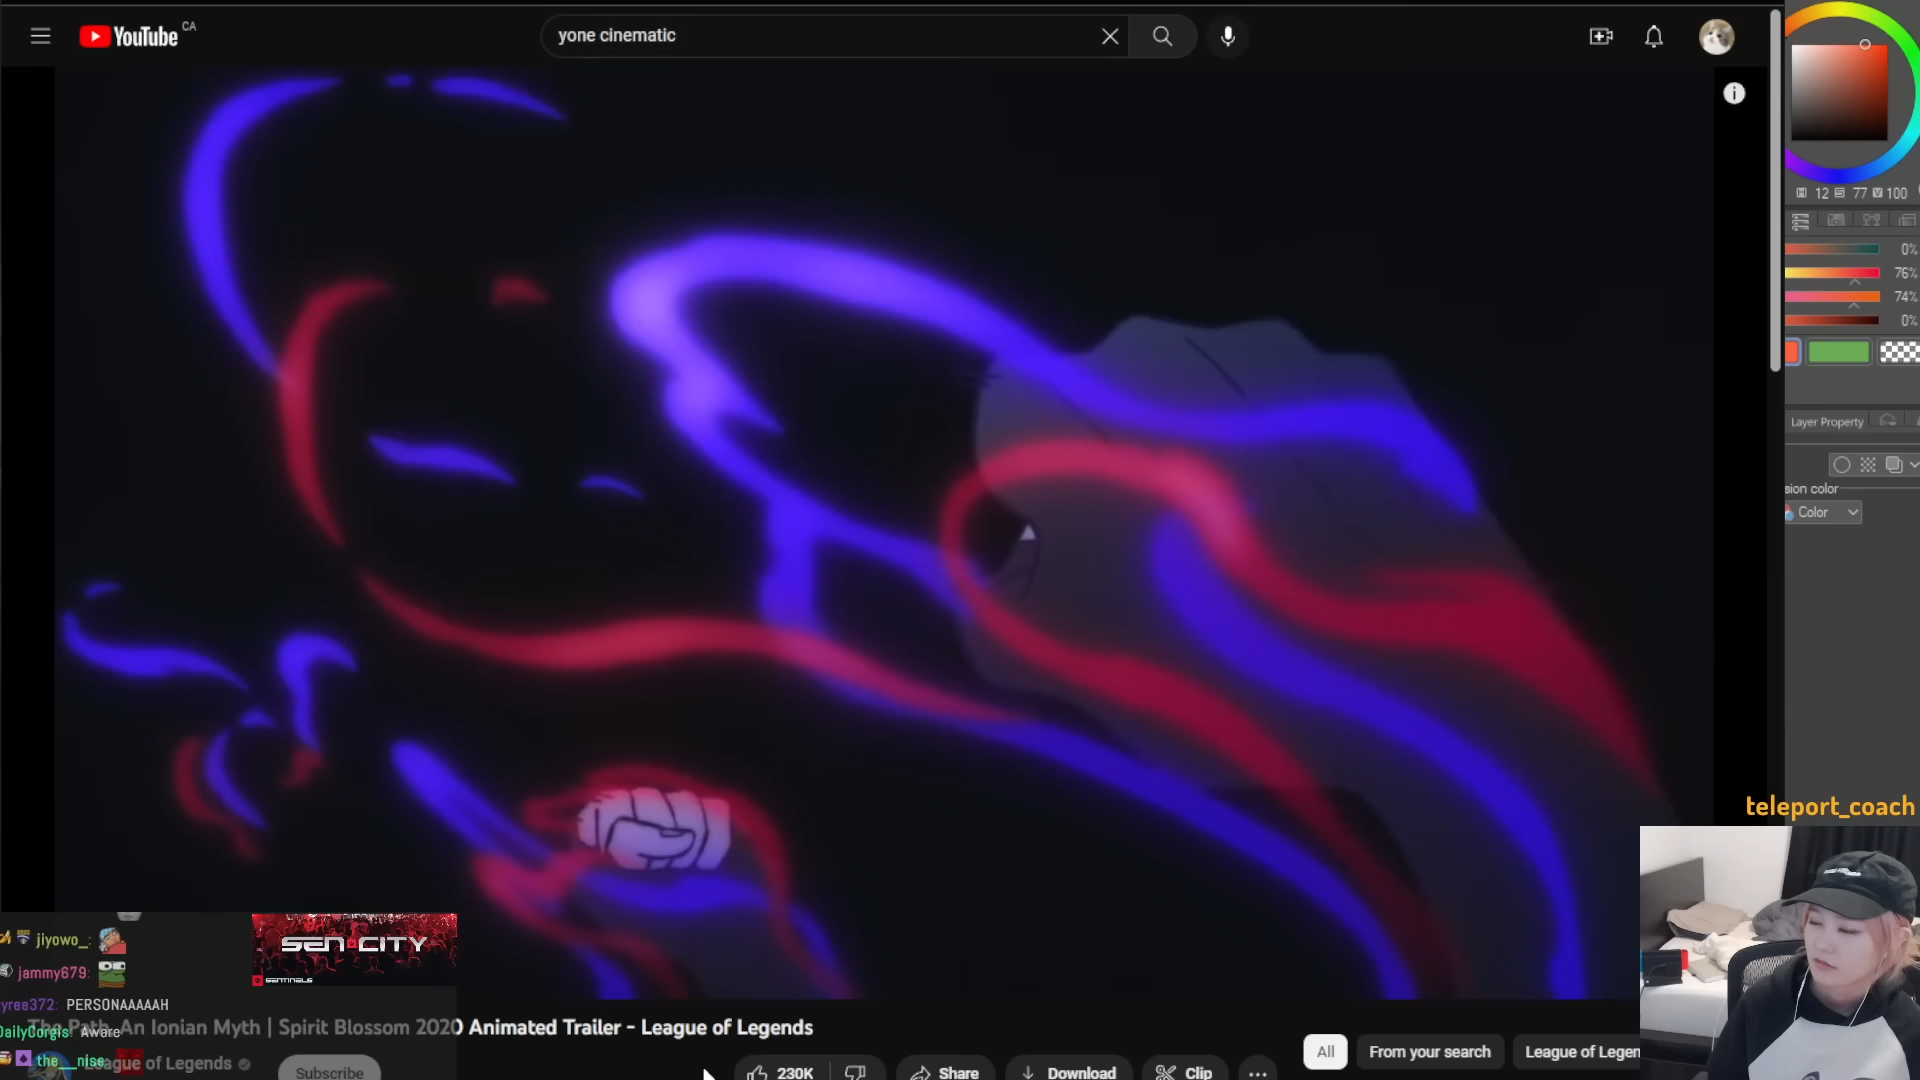 YouTube CA
yone cinematic
H 12 S 77 V 100
0%
76%
74%
0%
Layer Property
sion color
Color
teleport_coach
jiyowo_:
jammy679:
yree372: PERSONAAAAAH
DailyCorgis: Aware
the__nise:
SEN CITY
SENTINELS
The Path, An Ionian Myth | Spirit Blossom 2020 Animated Trailer - League of Legends
League of Legends
Subscribe
230K
Share
Download
Clip
All
From your search
League of Legen